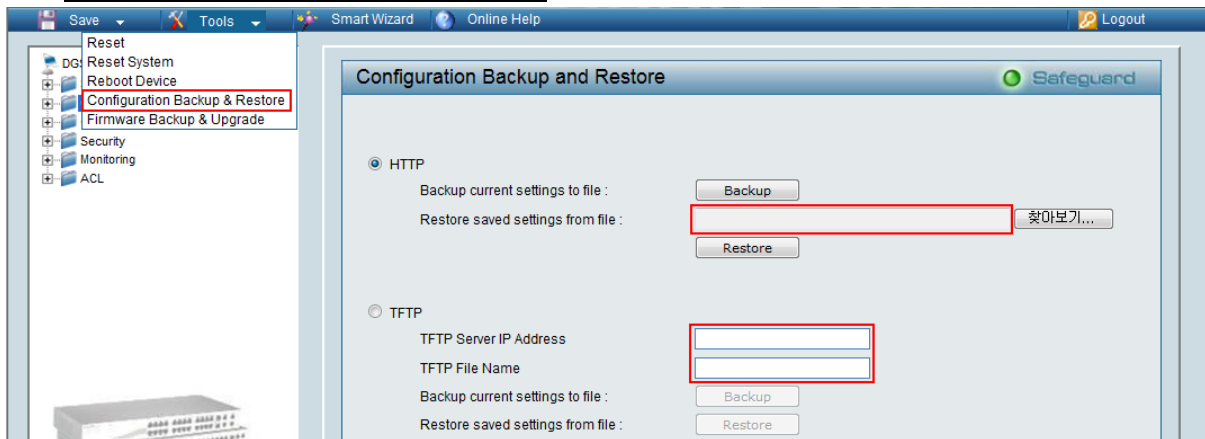 Save Tools Smart Wizard Online Help Logout
Reset
Reset System
Reboot Device
Configuration Backup & Restore
Firmware Backup & Upgrade
DGS
Security
Monitoring
ACL
Configuration Backup and Restore Safeguard
HTTP
Backup current settings to file : Backup
Restore saved settings from file : 찾아보기...
Restore
TFTP
TFTP Server IP Address
TFTP File Name
Backup current settings to file : Backup
Restore saved settings from file : Restore